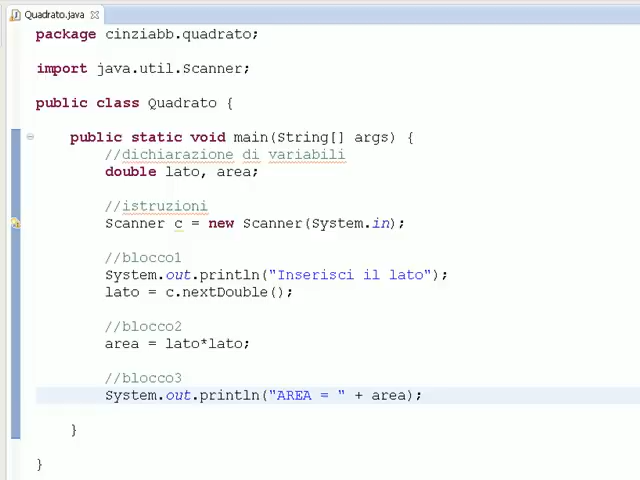 Quadrato.java
package cinziabb.quadrato;
import java.util.Scanner;
public class Quadrato {
public static void main(String[] args) {
//dichiarazione di variabili
double lato, area;
//istruzioni
Scanner c = new Scanner(System.in);
//blocco1
System.out.println("Inserisci il lato");
lato = c.nextDouble();
//blocco2
area = lato*lato;
//blocco3
System.out.println("AREA = " + area);
}
}